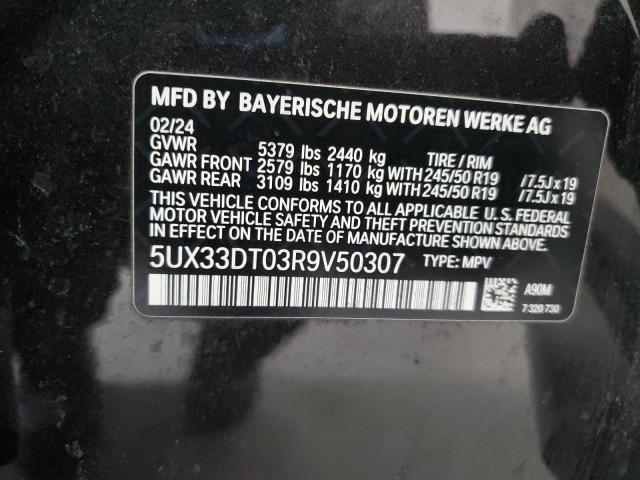 MFD BY BAYERISCHE MOTOREN WERKE AG
02/24
GVWR 5379 lbs 2440 kg TIRE / RIM
GAWR FRONT 2579 lbs 1170 kg WITH 245/50 R19 / 7.5J x 19
GAWR REAR 3109 lbs 1410 kg WITH 245/50 R19 / 7.5J x 19
THIS VEHICLE CONFORMS TO ALL APPLICABLE U. S. FEDERAL
MOTOR VEHICLE SAFETY AND THEFT PREVENTION STANDARDS
IN EFFECT ON THE DATE OF MANUFACTURE SHOWN ABOVE.
5UX33DT03R9V50307 TYPE: MPV
A90M
7 320 730